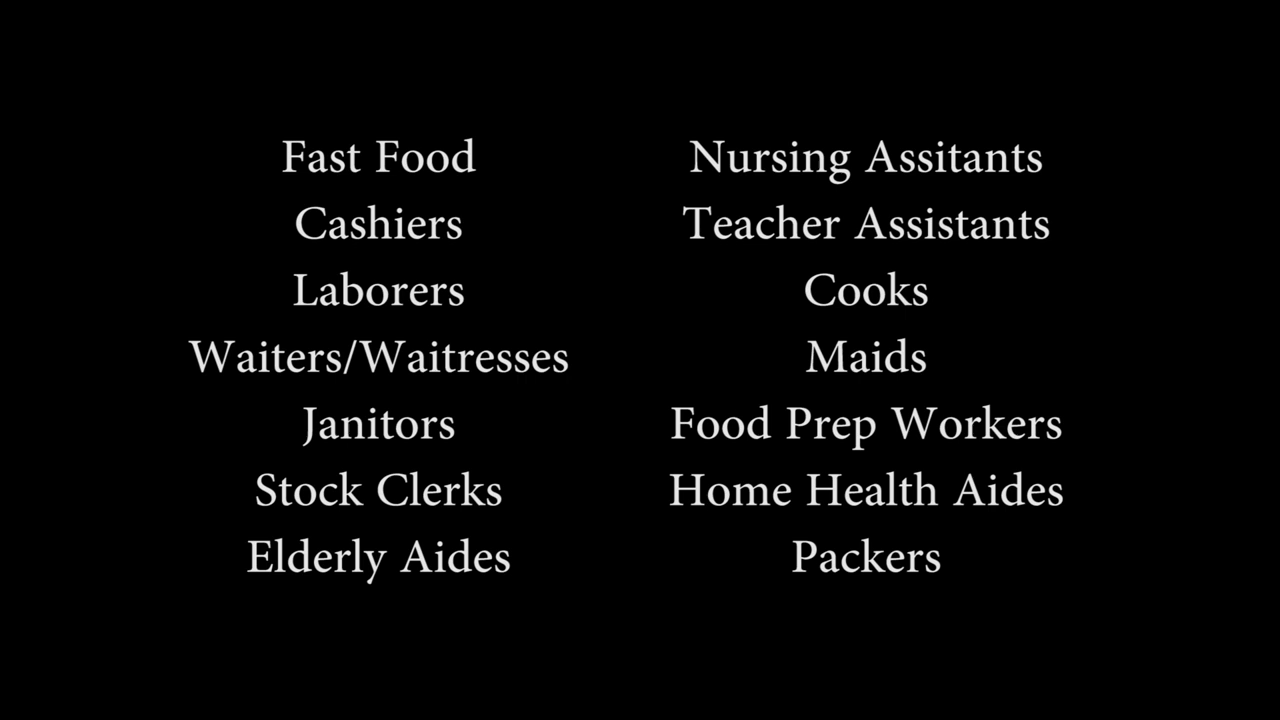 Fast Food
Cashiers
Laborers
Waiters/Waitresses
Janitors
Stock Clerks
Elderly Aides
Nursing Assitants
Teacher Assistants
Cooks
Maids
Food Prep Workers
Home Health Aides
Packers